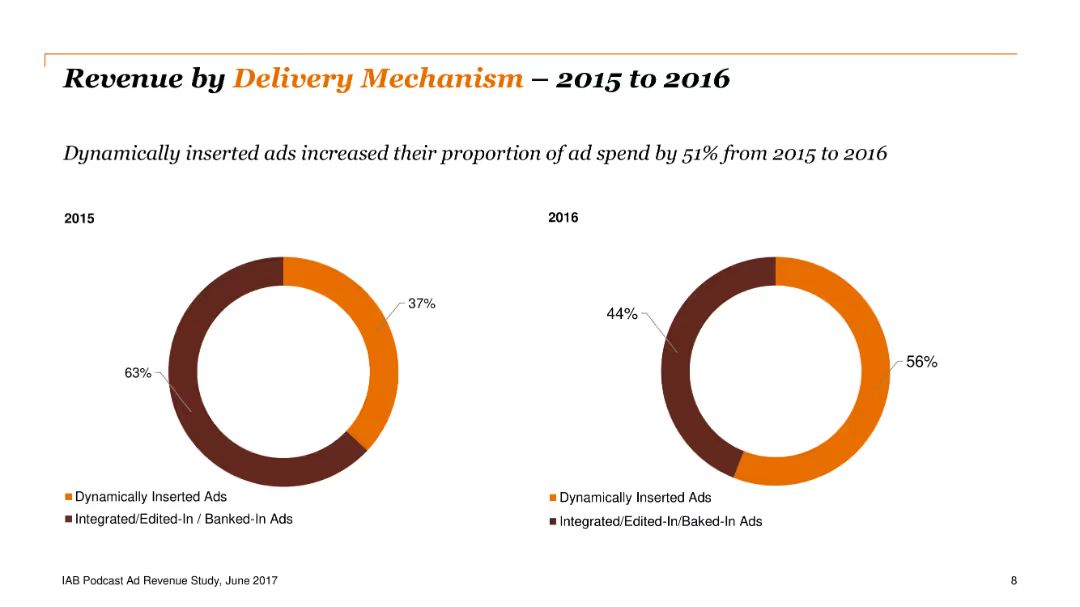 Revenue by Delivery Mechanism – 2015 to 2016
Dynamically inserted ads increased their proportion of ad spend by 51% from 2015 to 2016
2015
37%
63%
Dynamically Inserted Ads
Integrated/Edited-In / Banked-In Ads
2016
44%
56%
Dynamically Inserted Ads
Integrated/Edited-In/Baked-In Ads
IAB Podcast Ad Revenue Study, June 2017
8